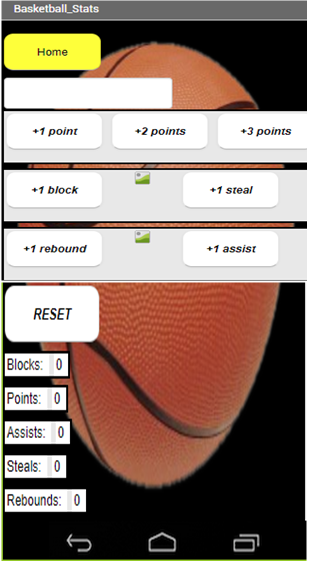 Basketball_Stats
Home
+1 point +2 points +3 points
+1 block +1 steal
+1 rebound +1 assist
RESET
Blocks: 0
Points: 0
Assists: 0
Steals: 0
Rebounds: 0